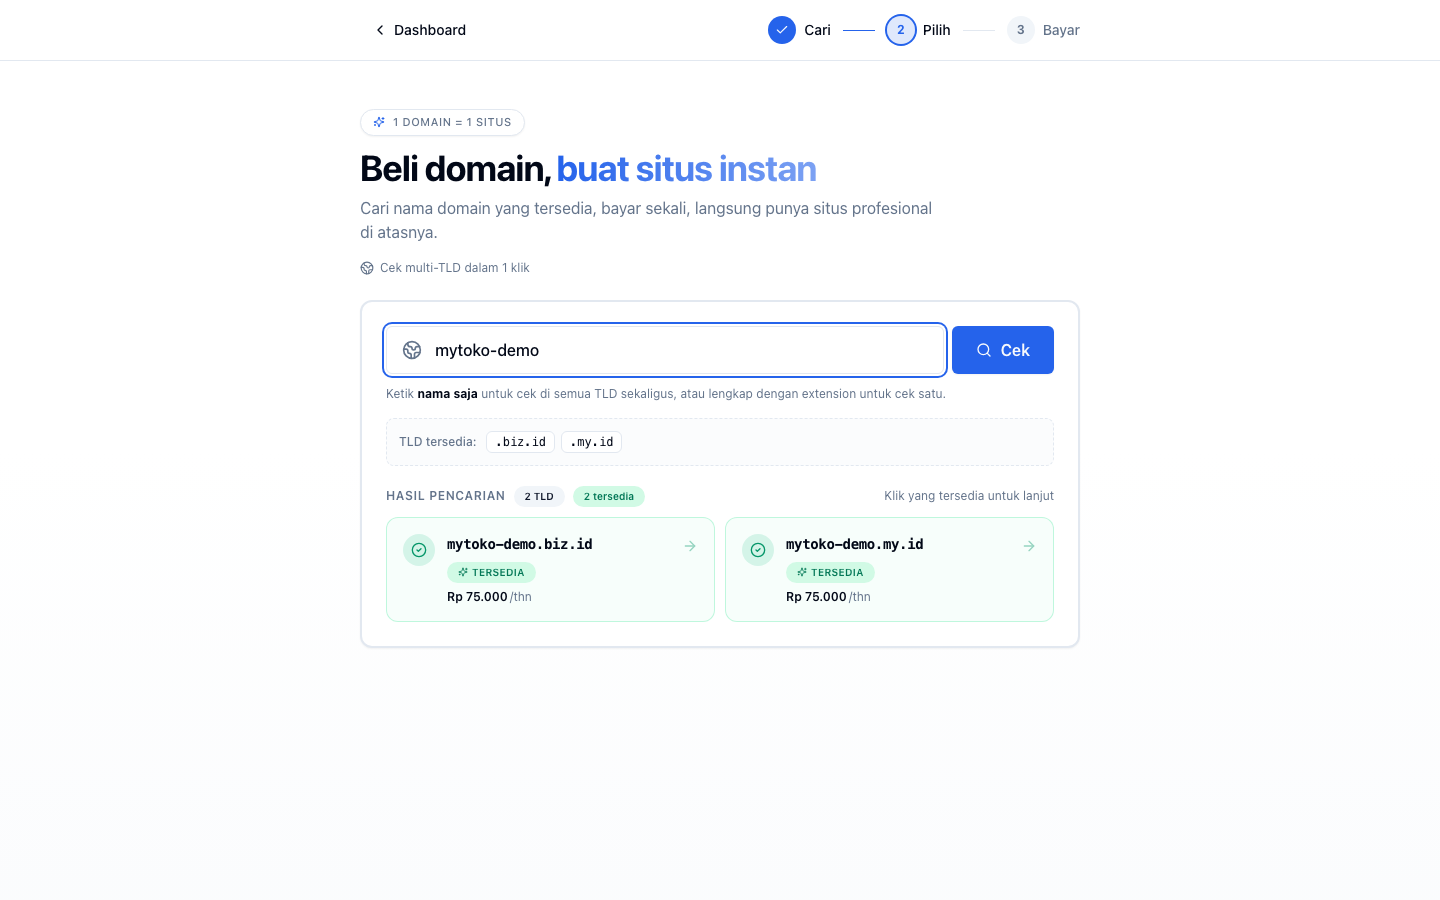 Dashboard
Cari
2 Pilih
3 Bayar
1 DOMAIN = 1 SITUS
Beli domain, buat situs instan
Cari nama domain yang tersedia, bayar sekali, langsung punya situs profesional
di atasnya.
Cek multi-TLD dalam 1 klik
mytoko-demo
Cek
Ketik nama saja untuk cek di semua TLD sekaligus, atau lengkap dengan extension untuk cek satu.
TLD tersedia: .biz.id .my.id
HASIL PENCARIAN 2 TLD 2 tersedia Klik yang tersedia untuk lanjut
mytoko-demo.biz.id
TERSEDIA
Rp 75.000/thn
mytoko-demo.my.id
TERSEDIA
Rp 75.000/thn